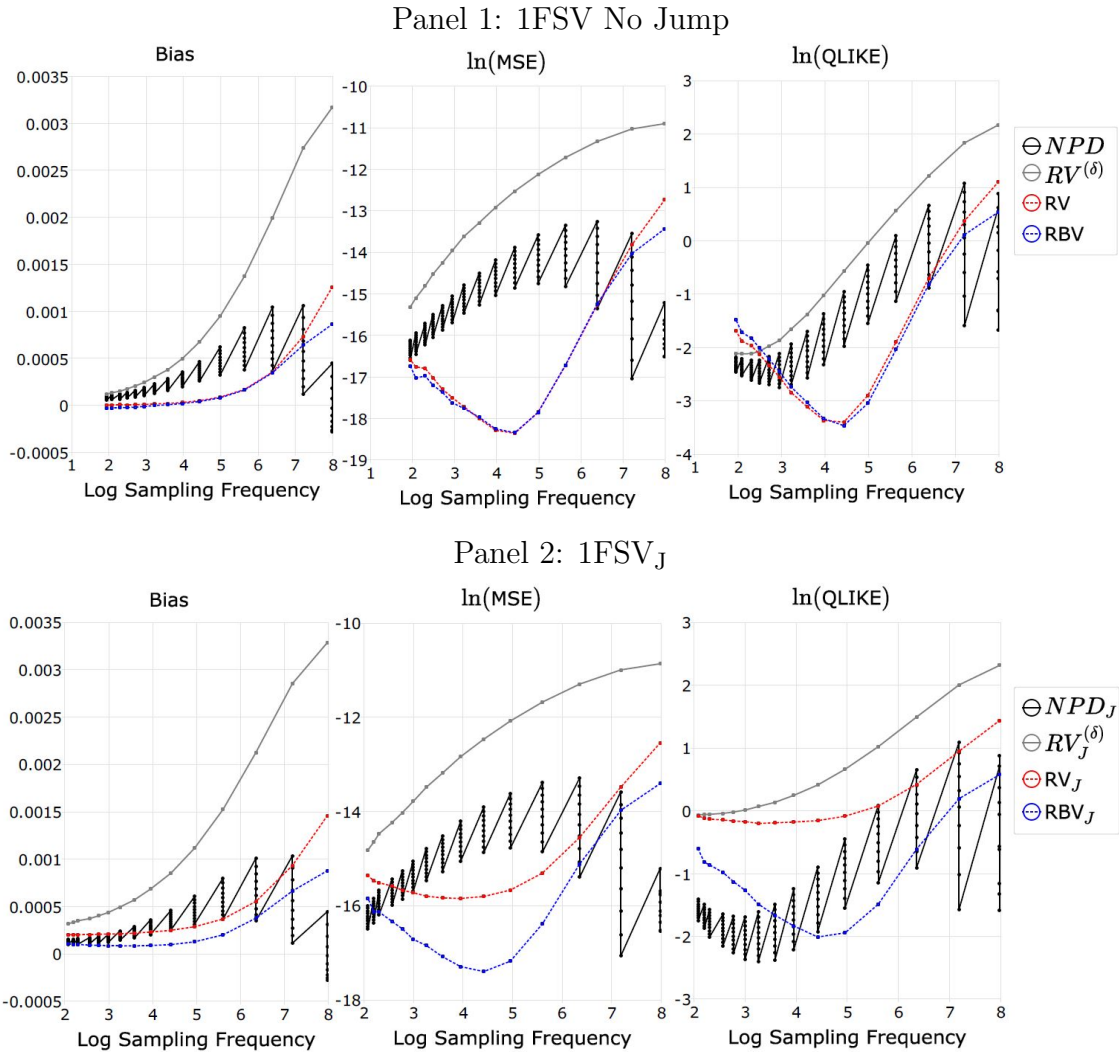 Panel 1: 1FSV No Jump
Bias
ln(MSE)
ln(QLIKE)
0.0035
0.003
0.0025
0.002
0.0015
0.001
0.0005
0
-0.0005
1 2 3 4 5 6 7 8
Log Sampling Frequency
-10
-11
-12
-13
-14
-15
-16
-17
-18
-19
1 2 3 4 5 6 7 8
Log Sampling Frequency
3
2
1
0
-1
-2
-3
-4
1 2 3 4 5 6 7 8
Log Sampling Frequency
NPD
RV^(δ)
RV
RBV
Panel 2: 1FSV_J
Bias
ln(MSE)
ln(QLIKE)
0.0035
0.003
0.0025
0.002
0.0015
0.001
0.0005
0
-0.0005
2 3 4 5 6 7 8
Log Sampling Frequency
-10
-12
-14
-16
-18
2 3 4 5 6 7 8
Log Sampling Frequency
3
2
1
0
-1
-2
-3
2 3 4 5 6 7 8
Log Sampling Frequency
NPD_J
RV_J^(δ)
RV_J
RBV_J